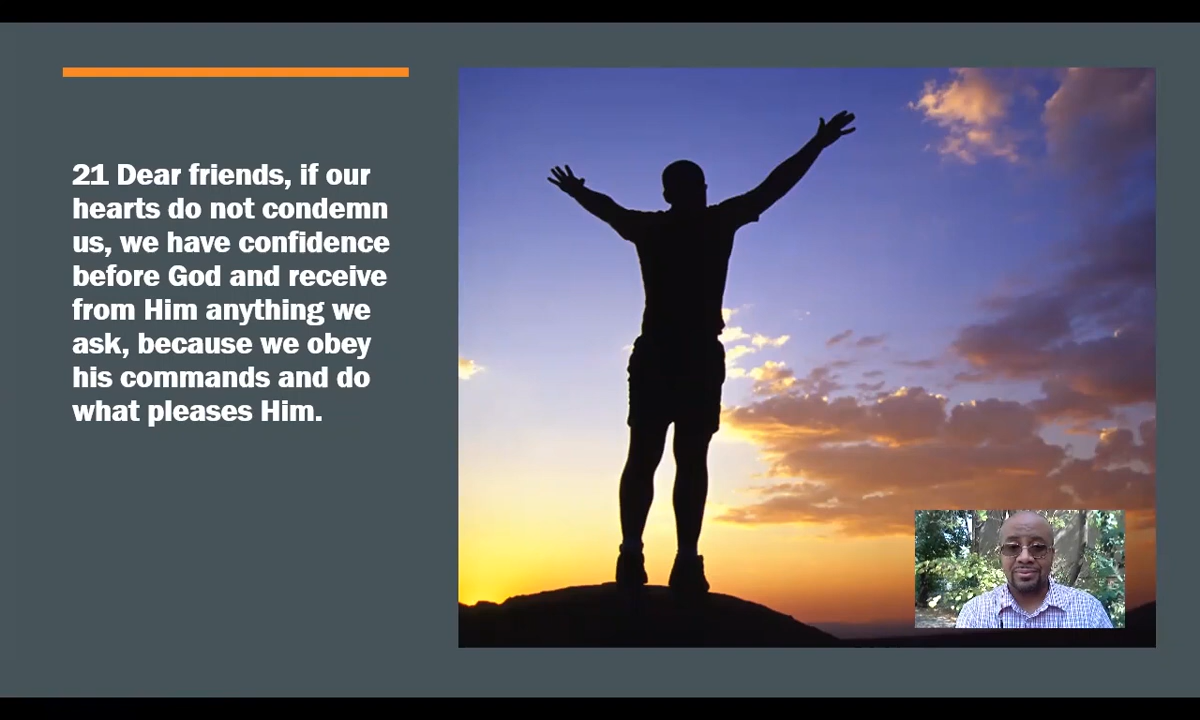 21 Dear friends, if our
hearts do not condemn
us, we have confidence
before God and receive
from Him anything we
ask, because we obey
his commands and do
what pleases Him.